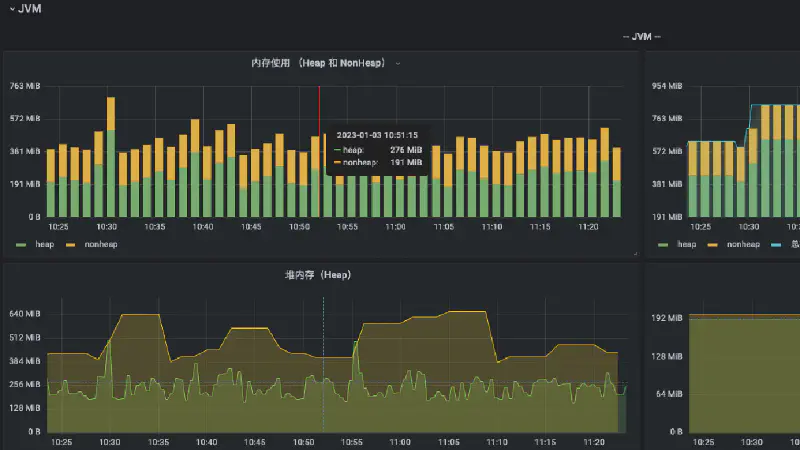 JVM
-- JVM --
内存使用 （Heap 和 NonHeap）
763 MiB
572 MiB
381 MiB
191 MiB
0 B
10:25 10:30 10:35 10:40 10:45 10:50 10:55 11:00 11:05 11:10 11:15 11:20
2023-01-03 10:51:15
heap: 276 MiB
nonheap: 191 MiB
heap nonheap
954 MiB
763 MiB
572 MiB
381 MiB
191 MiB
10:25 10:30 10:3
heap nonheap 总
堆内存（Heap）
640 MiB
512 MiB
384 MiB
256 MiB
128 MiB
0 B
10:25 10:30 10:35 10:40 10:45 10:50 10:55 11:00 11:05 11:10 11:15 11:20
192 MiB
128 MiB
64 MiB
0 B
10:25 10:30 10:3